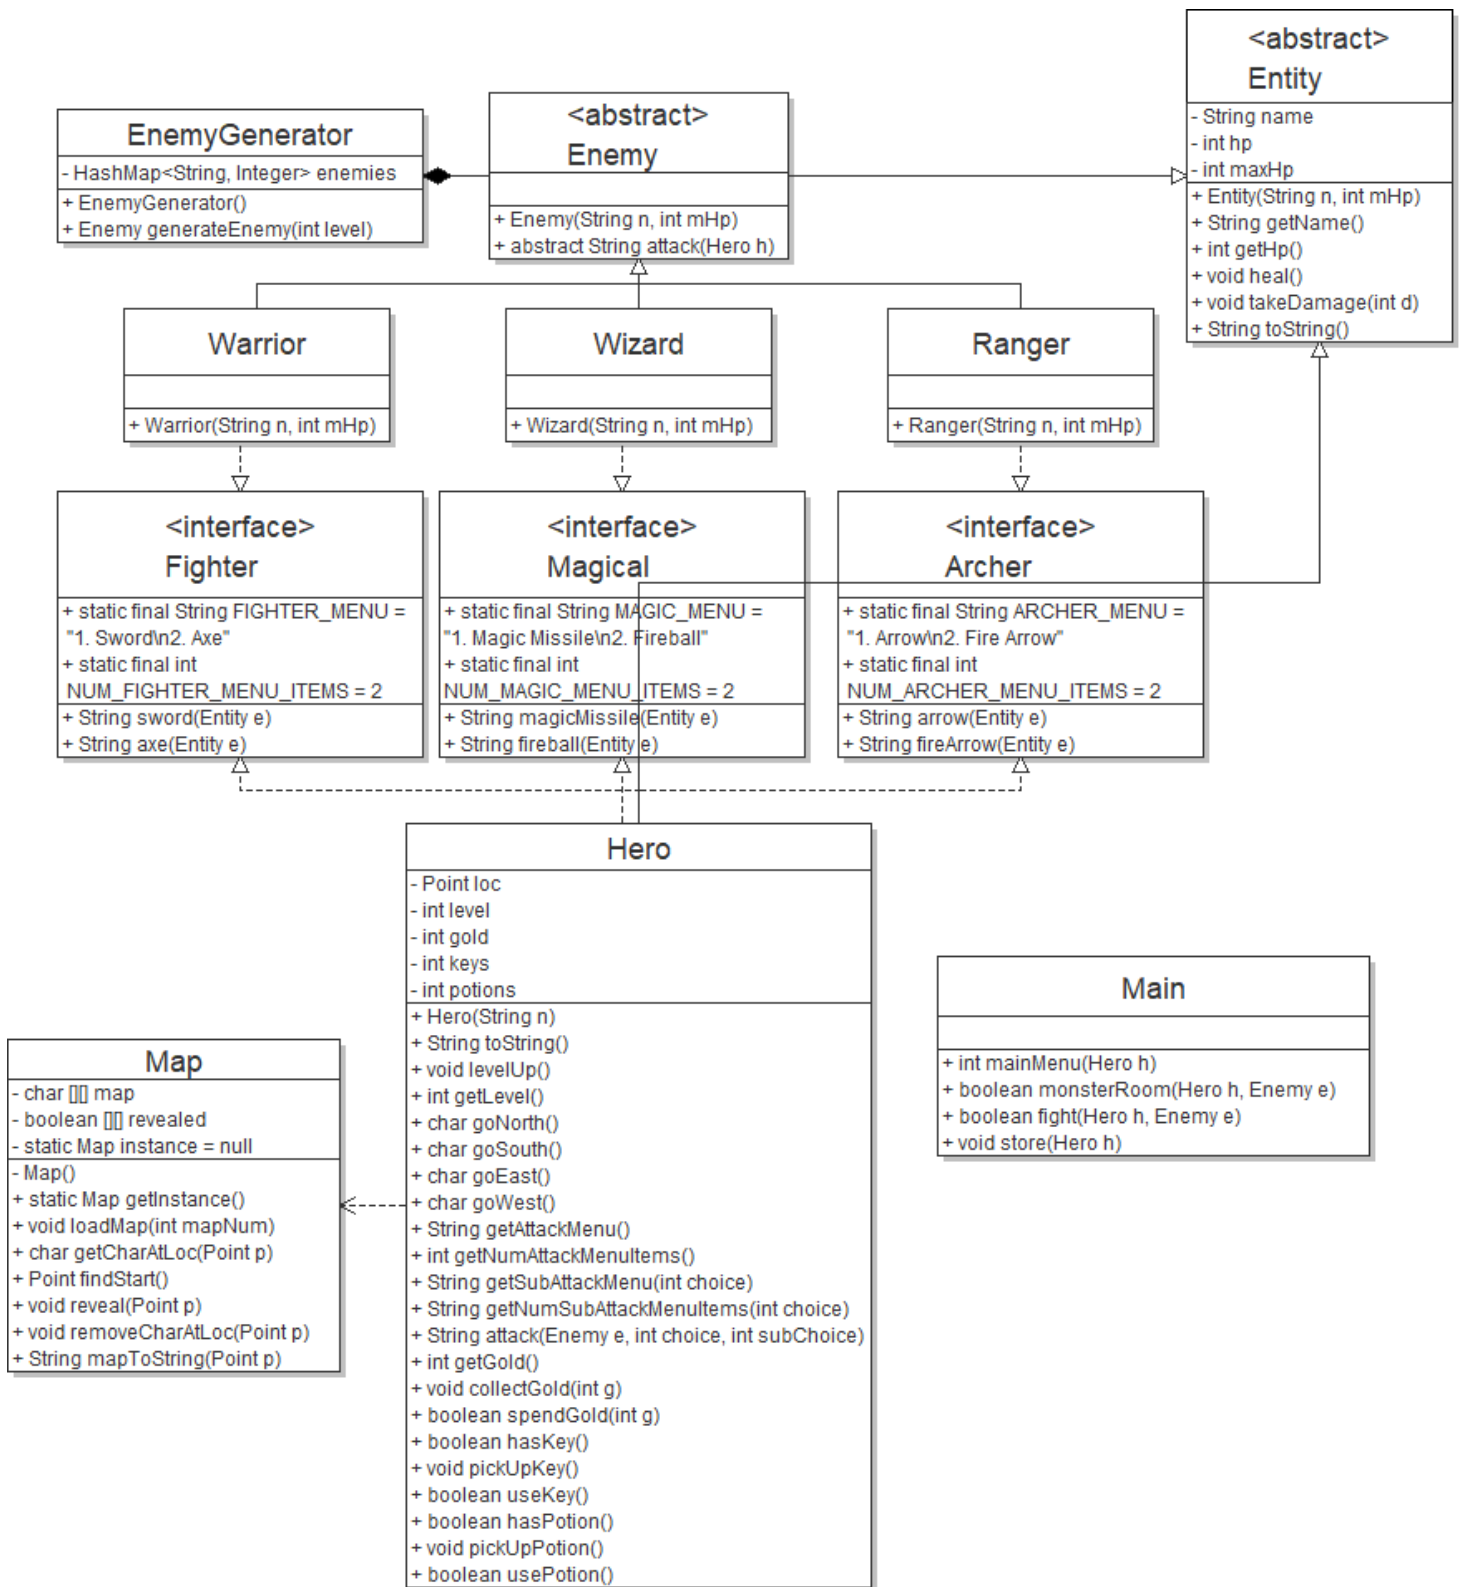 <abstract>
Entity
- String name
- int hp
- int maxHp
+ Entity(String n, int mHp)
+ String getName()
+ int getHp()
+ void heal()
+ void takeDamage(int d)
+ String toString()
EnemyGenerator
- HashMap<String, Integer> enemies
+ EnemyGenerator()
+ Enemy generateEnemy(int level)
<abstract>
Enemy
+ Enemy(String n, int mHp)
+ abstract String attack(Hero h)
Warrior
+ Warrior(String n, int mHp)
Wizard
+ Wizard(String n, int mHp)
Ranger
+ Ranger(String n, int mHp)
<interface>
Fighter
+ static final String FIGHTER_MENU =
"1. Sword\n2. Axe"
+ static final int
NUM_FIGHTER_MENU_ITEMS = 2
+ String sword(Entity e)
+ String axe(Entity e)
<interface>
Magical
+ static final String MAGIC_MENU =
"1. Magic Missile\n2. Fireball"
+ static final int
NUM_MAGIC_MENU_ITEMS = 2
+ String magicMissile(Entity e)
+ String fireball(Entity e)
<interface>
Archer
+ static final String ARCHER_MENU =
"1. Arrow\n2. Fire Arrow"
+ static final int
NUM_ARCHER_MENU_ITEMS = 2
+ String arrow(Entity e)
+ String fireArrow(Entity e)
Hero
- Point loc
- int level
- int gold
- int keys
- int potions
+ Hero(String n)
+ String toString()
+ void levelUp()
+ int getLevel()
+ char goNorth()
+ char goSouth()
+ char goEast()
+ char goWest()
+ String getAttackMenu()
+ int getNumAttackMenuItems()
+ String getSubAttackMenu(int choice)
+ String getNumSubAttackMenuItems(int choice)
+ String attack(Enemy e, int choice, int subChoice)
+ int getGold()
+ void collectGold(int g)
+ boolean spendGold(int g)
+ boolean hasKey()
+ void pickUpKey()
+ boolean useKey()
+ boolean hasPotion()
+ void pickUpPotion()
+ boolean usePotion()
Main
+ int mainMenu(Hero h)
+ boolean monsterRoom(Hero h, Enemy e)
+ boolean fight(Hero h, Enemy e)
+ void store(Hero h)
Map
- char [][] map
- boolean [][] revealed
- static Map instance = null
- Map()
+ static Map getInstance()
+ void loadMap(int mapNum)
+ char getCharAtLoc(Point p)
+ Point findStart()
+ void reveal(Point p)
+ void removeCharAtLoc(Point p)
+ String mapToString(Point p)